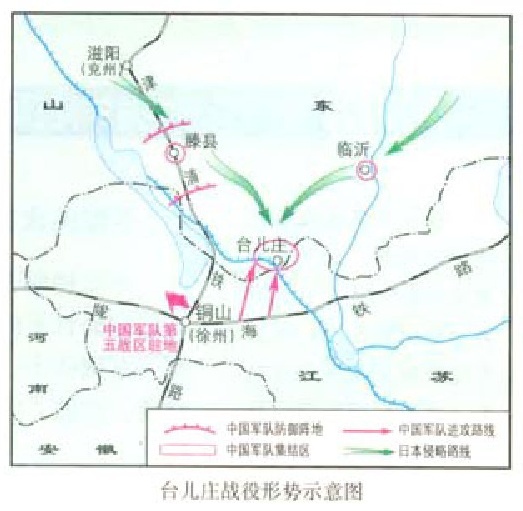 滋阳
(兖州)
津
山
东
滕县
临沂
浦
台儿庄
铁
路
陇
铜山
(徐州)
海
铁
中国军队第
五战区驻地
河
南
江
苏
路
安
徽
中国军队防御阵地
中国军队进攻路线
中国军队集结区
日本侵略路线
台儿庄战役形势示意图